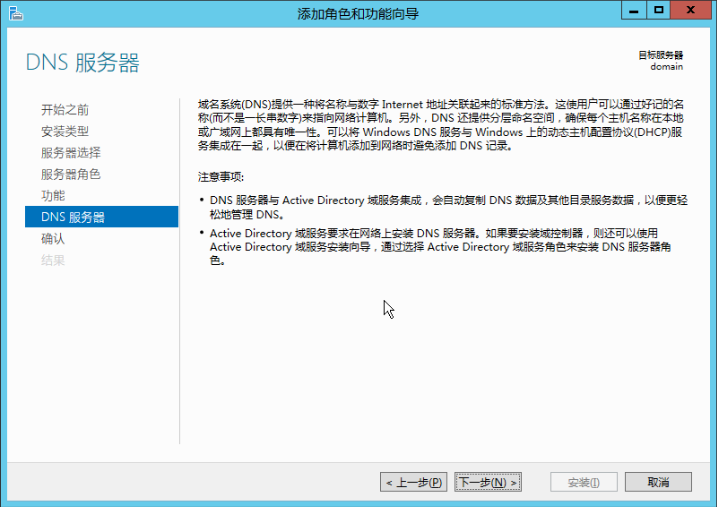 添加角色和功能向导
DNS 服务器
目标服务器
domain
开始之前
安装类型
服务器选择
服务器角色
功能
DNS 服务器
确认
结果
域名系统(DNS)提供一种将名称与数字 Internet 地址关联起来的标准方法。这使用户可以通过好记的名
称(而不是一长串数字)来指向网络计算机。另外，DNS 还提供分层命名空间，确保每个主机名称在本地
或广域网上都具有唯一性。可以将 Windows DNS 服务与 Windows 上的动态主机配置协议(DHCP)服
务集成在一起，以便在将计算机添加到网络时避免添加 DNS 记录。
注意事项:
• DNS 服务器与 Active Directory 域服务集成，会自动复制 DNS 数据及其他目录服务数据，以便更轻
松地管理 DNS。
• Active Directory 域服务要求在网络上安装 DNS 服务器。如果要安装域控制器，则还可以使用
Active Directory 域服务安装向导，通过选择 Active Directory 域服务角色来安装 DNS 服务器角
色。
< 上一步(P)
下一步(N) >
安装(I)
取消